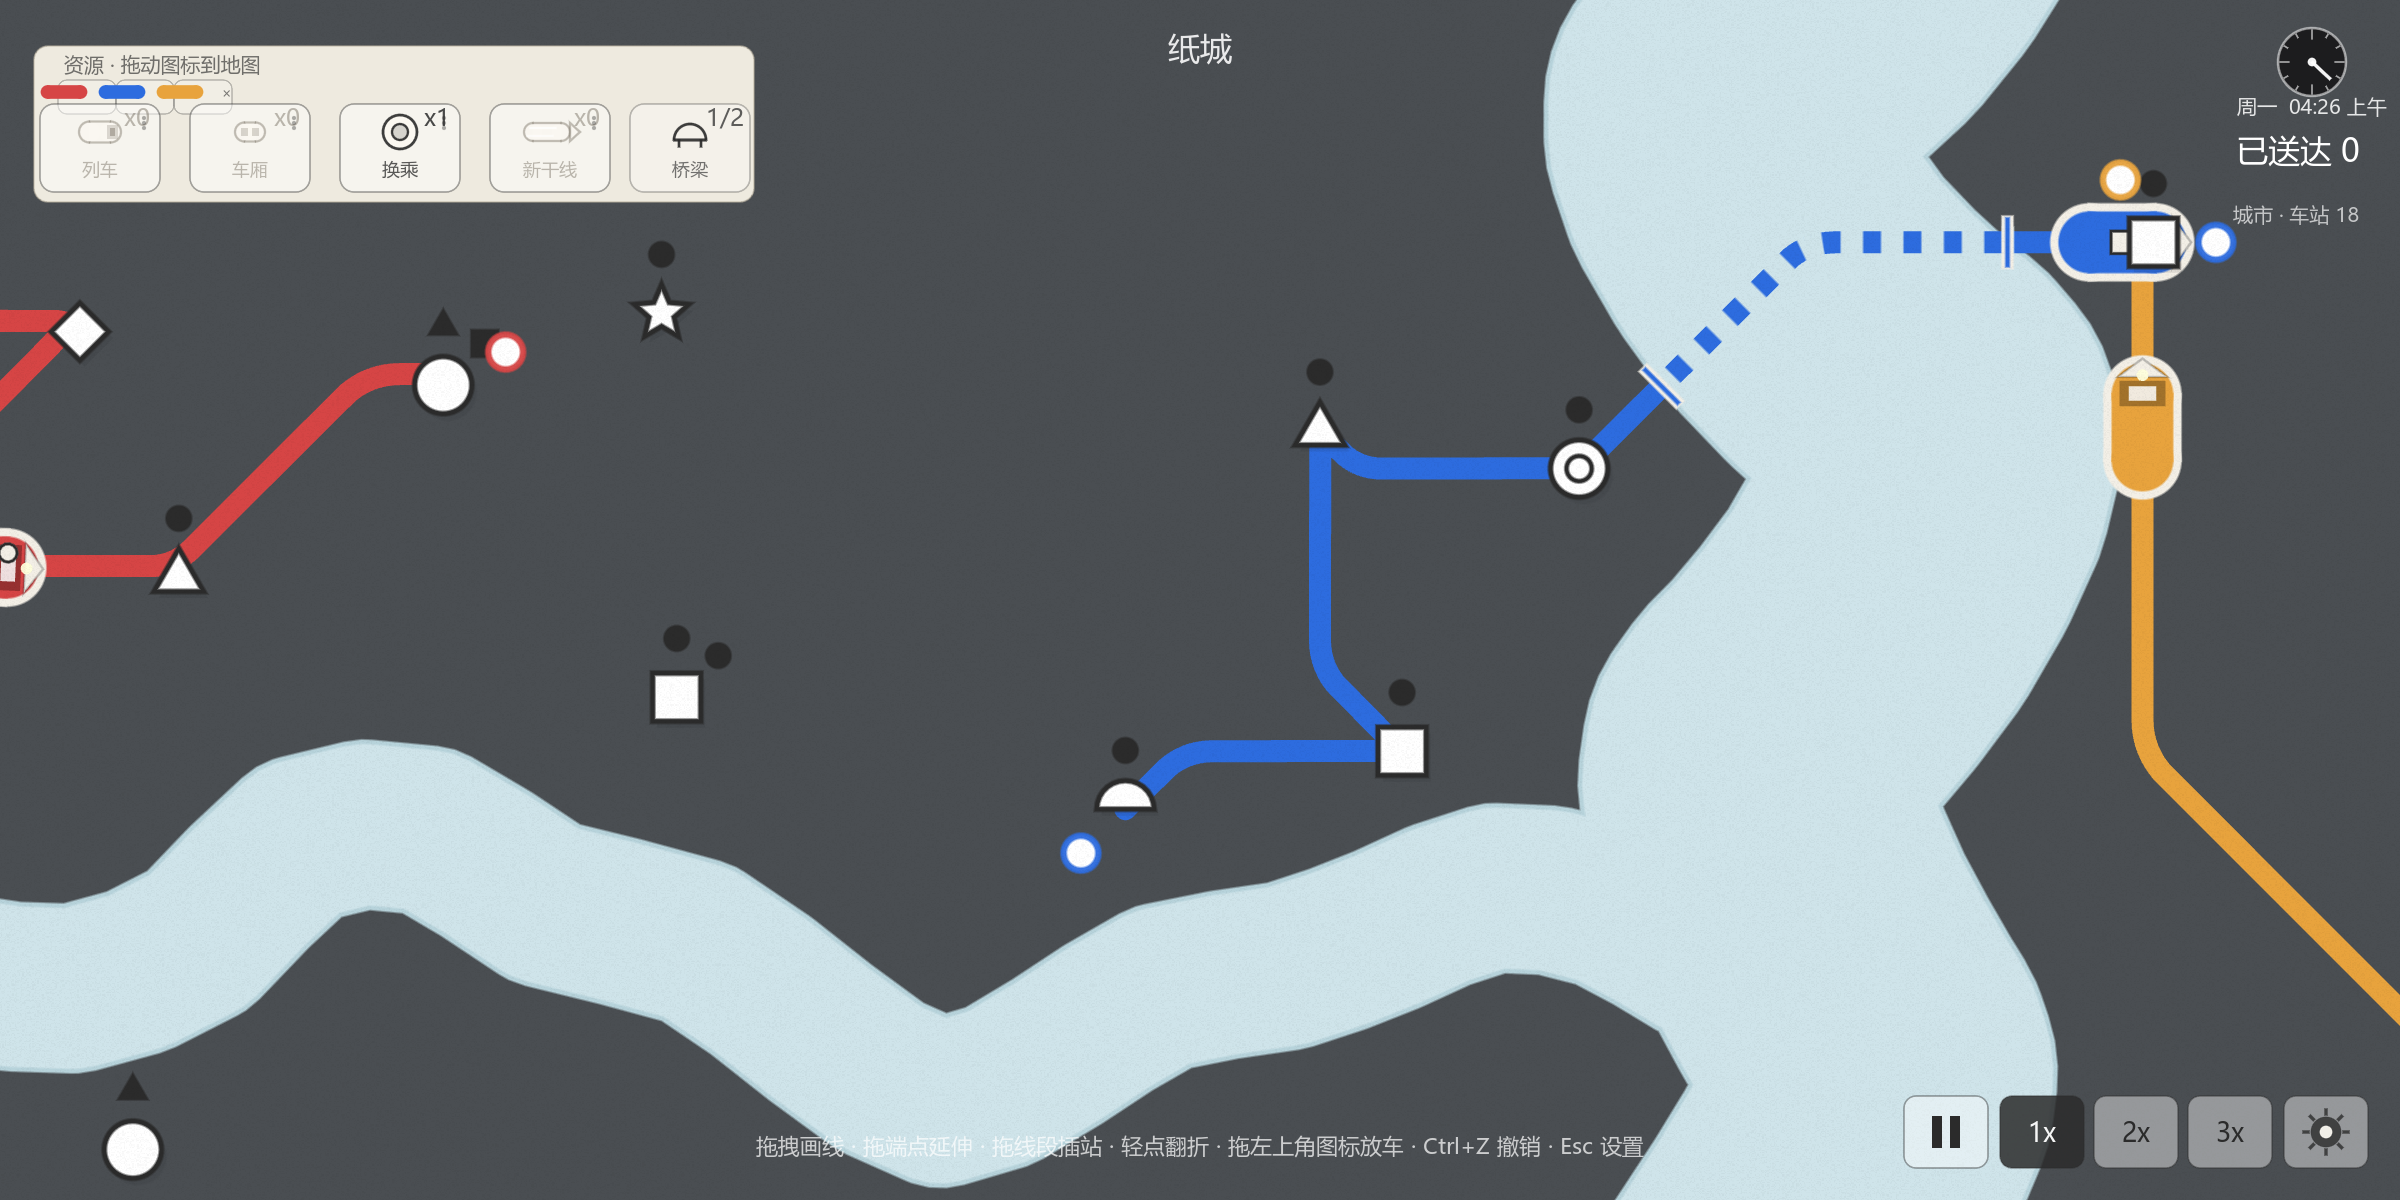 纸城
资源 · 拖动图标到地图
×
x0
列车
x0
车厢
x1
换乘
x0
新干线
1/2
桥梁
周一 04:26 上午
已送达 0
城市 · 车站 18
拖拽画线 · 拖端点延伸 · 拖线段插站 · 轻点翻折 · 拖左上角图标放车 · Ctrl+Z 撤销 · Esc 设置
1x
2x
3x